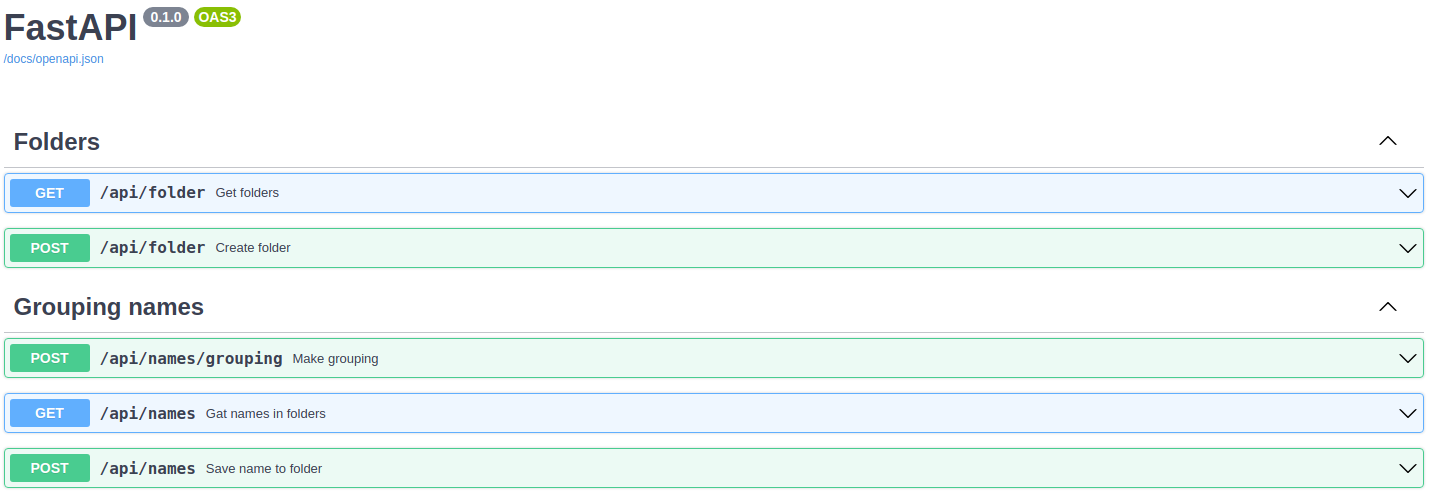 FastAPI 0.1.0 OAS3
/docs/openapi.json
Folders
GET /api/folder Get folders
POST /api/folder Create folder
Grouping names
POST /api/names/grouping Make grouping
GET /api/names Gat names in folders
POST /api/names Save name to folder